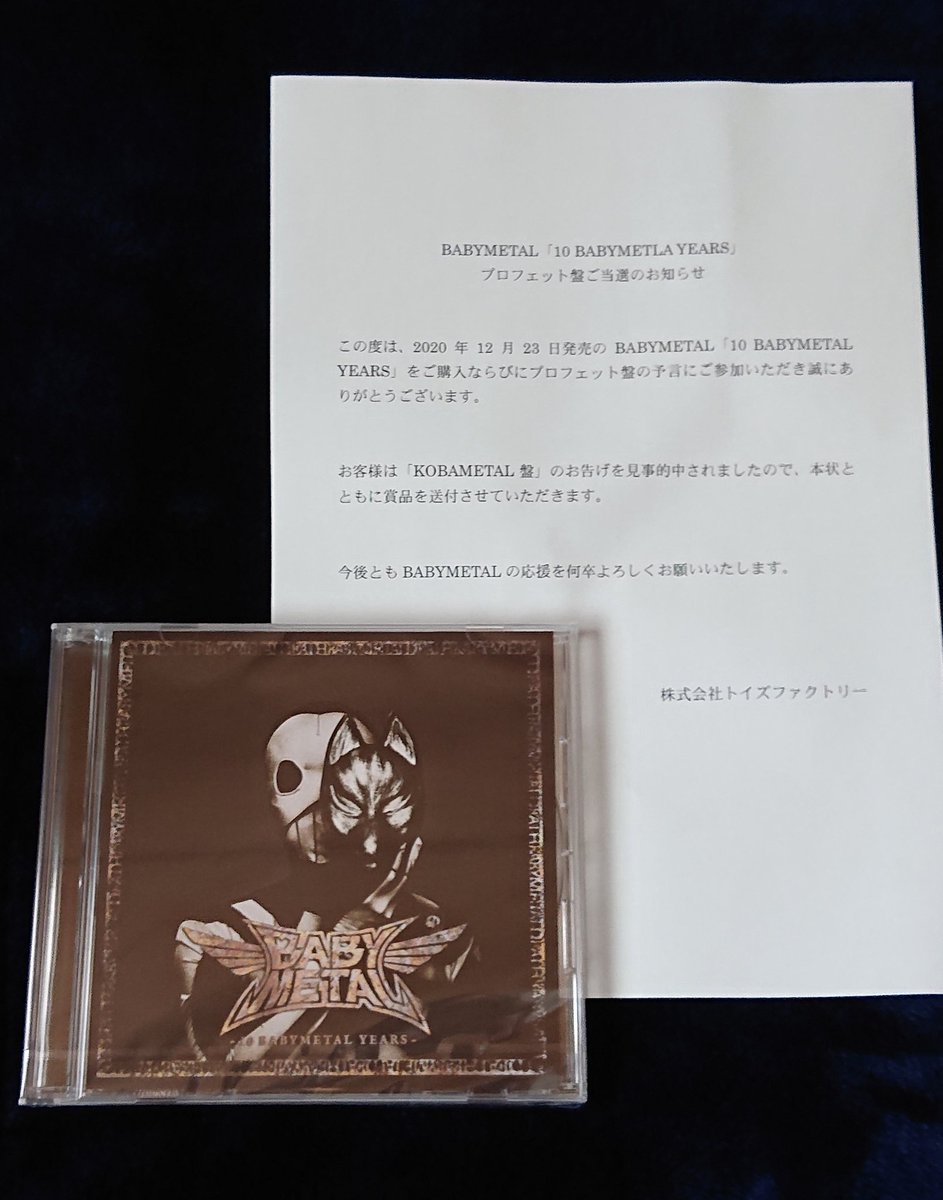 BABYMETAL「10 BABYMETLA YEARS」
プロフェット盤ご当選のお知らせ
この度は、2020 年 12 月 23 日発売の BABYMETAL「10 BABYMETAL
YEARS」をご購入ならびにプロフェット盤の予言にご参加いただき誠にあ
りがとうございます。
お客様は「KOBAMETAL 盤」のお告げを見事的中されましたので、本状と
ともに賞品を送付させていただきます。
今後とも BABYMETAL の応援を何卒よろしくお願いいたします。
株式会社トイズファクトリー
BABY
METAL
- 10 BABYMETAL YEARS -